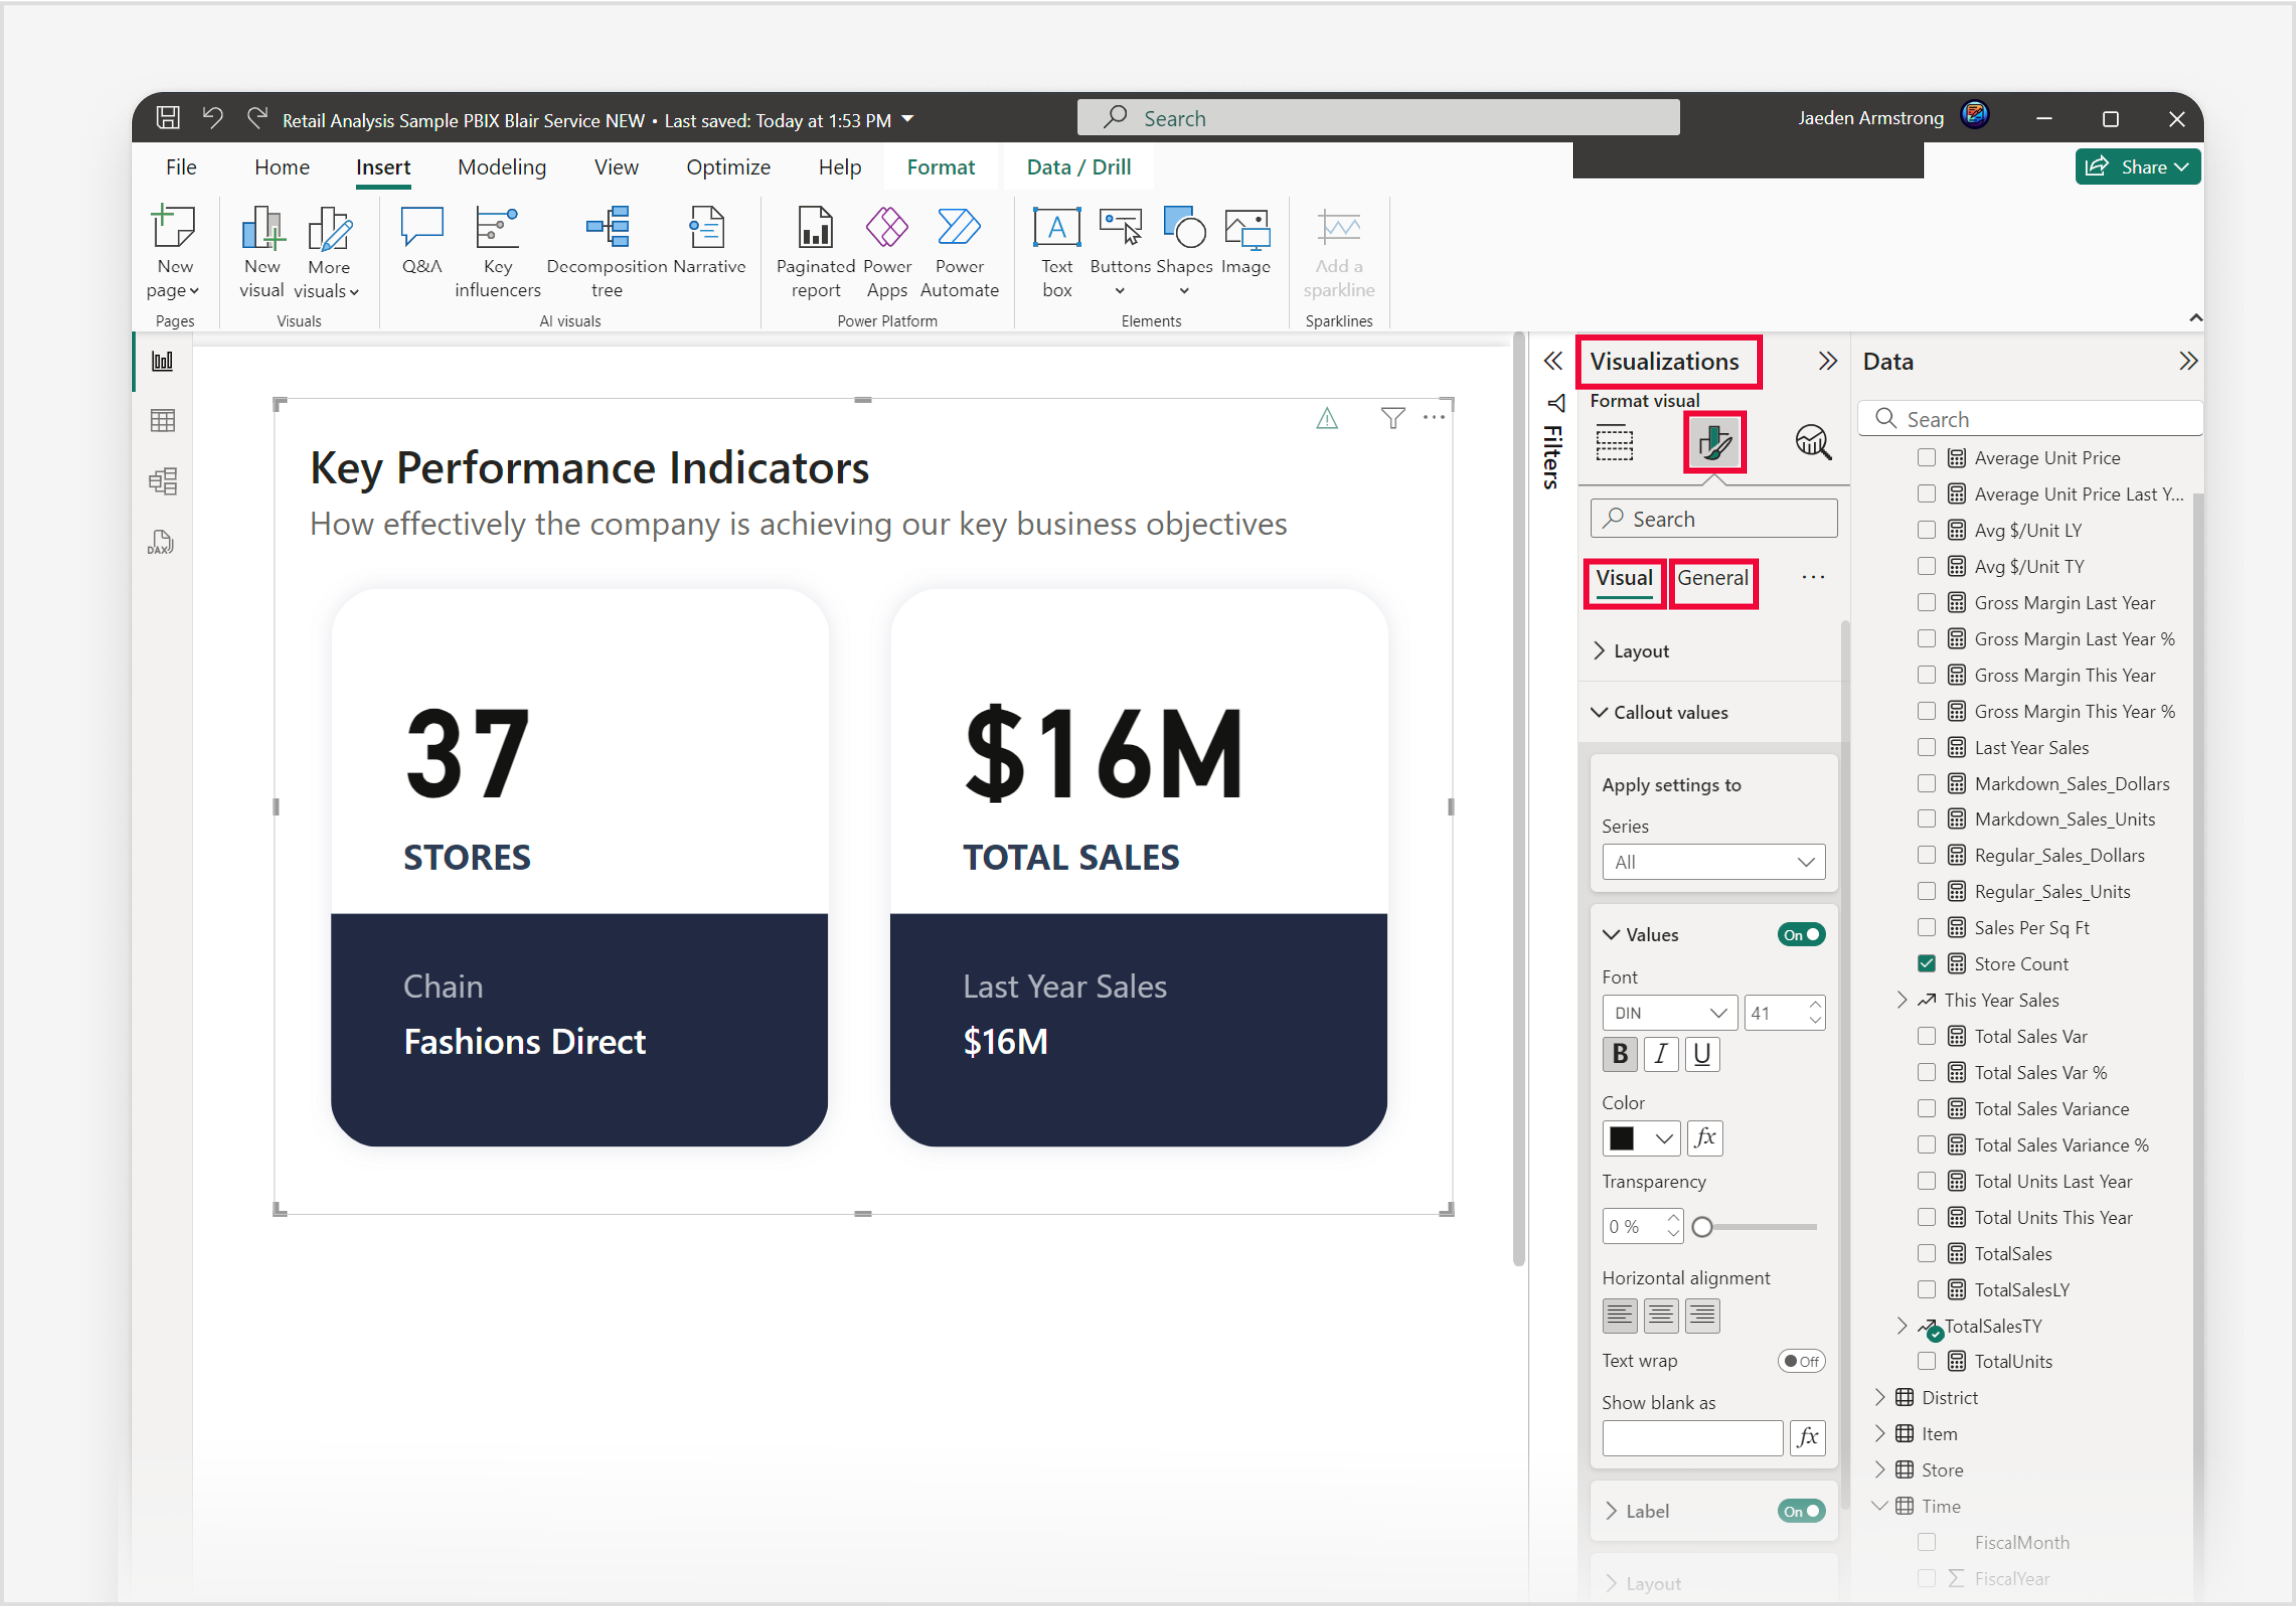 Retail Analysis Sample PBIX Blair Service NEW • Last saved: Today at 1:53 PM
Search
Jaeden Armstrong
File Home Insert Modeling View Optimize Help Format Data / Drill
Share
New page
Pages
New visual
More visuals
Visuals
Q&A
Key influencers
Decomposition tree
Narrative
AI visuals
Paginated report
Power Apps
Power Automate
Power Platform
Text box
Buttons
Shapes
Image
Elements
Add a sparkline
Sparklines
DAX
Key Performance Indicators
How effectively the company is achieving our key business objectives
37
STORES
Chain
Fashions Direct
$16M
TOTAL SALES
Last Year Sales
$16M
Filters
Visualizations
Format visual
Search
Visual General ...
Layout
Callout values
Apply settings to
Series
All
Values On
Font
DIN 41
B I U
Color
fx
Transparency
0 %
Horizontal alignment
Text wrap Off
Show blank as
fx
Label On
Layout
Data
Search
Average Unit Price
Average Unit Price Last Y...
Avg $/Unit LY
Avg $/Unit TY
Gross Margin Last Year
Gross Margin Last Year %
Gross Margin This Year
Gross Margin This Year %
Last Year Sales
Markdown_Sales_Dollars
Markdown_Sales_Units
Regular_Sales_Dollars
Regular_Sales_Units
Sales Per Sq Ft
Store Count
This Year Sales
Total Sales Var
Total Sales Var %
Total Sales Variance
Total Sales Variance %
Total Units Last Year
Total Units This Year
TotalSales
TotalSalesLY
TotalSalesTY
TotalUnits
District
Item
Store
Time
FiscalMonth
FiscalYear